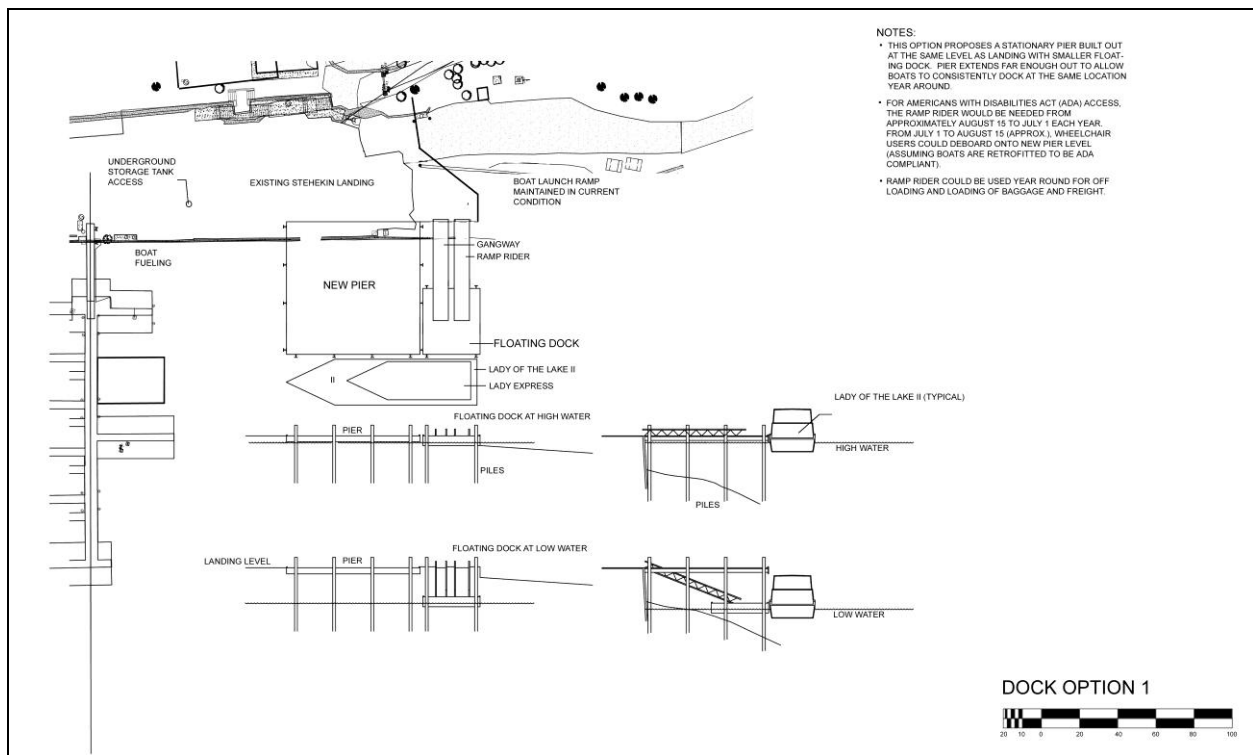 NOTES:
• THIS OPTION PROPOSES A STATIONARY PIER BUILT OUT
AT THE SAME LEVEL AS LANDING WITH SMALLER FLOAT-
ING DOCK. PIER EXTENDS FAR ENOUGH OUT TO ALLOW
BOATS TO CONSISTENTLY DOCK AT THE SAME LOCATION
YEAR AROUND.
• FOR AMERICANS WITH DISABILITIES ACT (ADA) ACCESS,
THE RAMP RIDER WOULD BE NEEDED FROM
APPROXIMATELY AUGUST 15 TO JULY 1 EACH YEAR.
FROM JULY 1 TO AUGUST 15 (APPROX.), WHEELCHAIR
USERS COULD DEBOARD ONTO NEW PIER LEVEL
(ASSUMING BOATS ARE RETROFITTED TO BE ADA
COMPLIANT).
• RAMP RIDER COULD BE USED YEAR ROUND FOR OFF
LOADING AND LOADING OF BAGGAGE AND FREIGHT.
UNDERGROUND
STORAGE TANK
ACCESS
EXISTING STEHEKIN LANDING
BOAT LAUNCH RAMP
MAINTAINED IN CURRENT
CONDITION
BOAT
FUELING
GANGWAY
RAMP RIDER
NEW PIER
FLOATING DOCK
LADY OF THE LAKE II
II
LADY EXPRESS
LADY OF THE LAKE II (TYPICAL)
FLOATING DOCK AT HIGH WATER
PIER
HIGH WATER
PILES
PILES
FLOATING DOCK AT LOW WATER
LANDING LEVEL
PIER
LOW WATER
DOCK OPTION 1
20 10 0 20 40 60 80 100